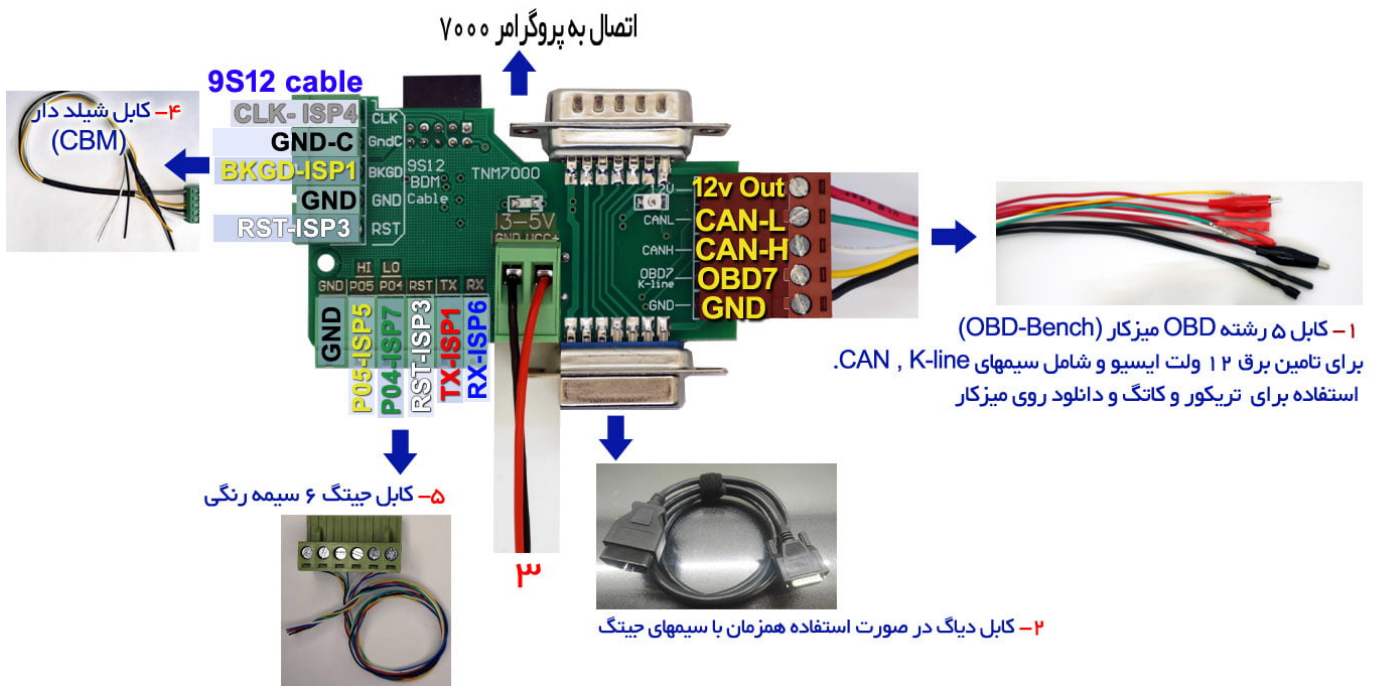 اتصال به پروگرامر ۷۰۰۰
9S12 cable
CLK- ISP4
GND-C
BKGD-ISP1
GND
RST-ISP3
CLK
GndC
BKGD
GND
RST
9S12
BDM
Cable
TNM7000
۴- کابل شیلد دار
(CBM)
12V
CANL
CANH
OBD7
K-line
GND
12v Out
CAN-L
CAN-H
OBD7
GND
3-5V
GND VCC+
HI LO
GND P05 P04 RST TX RX
GND
P05-ISP5
P04-ISP7
RST-ISP3
TX-ISP1
RX-ISP6
۱- کابل ۵ رشته OBD میزکار (OBD-Bench)
برای تامین برق ۱۲ ولت ایسیو و شامل سیمهای CAN , K-line.
استفاده برای تریکور و کاتگ و دانلود روی میزکار
۵- کابل جیتگ ۶ سیمه رنگی
۳
۲- کابل دیاگ در صورت استفاده همزمان با سیمهای جیتگ